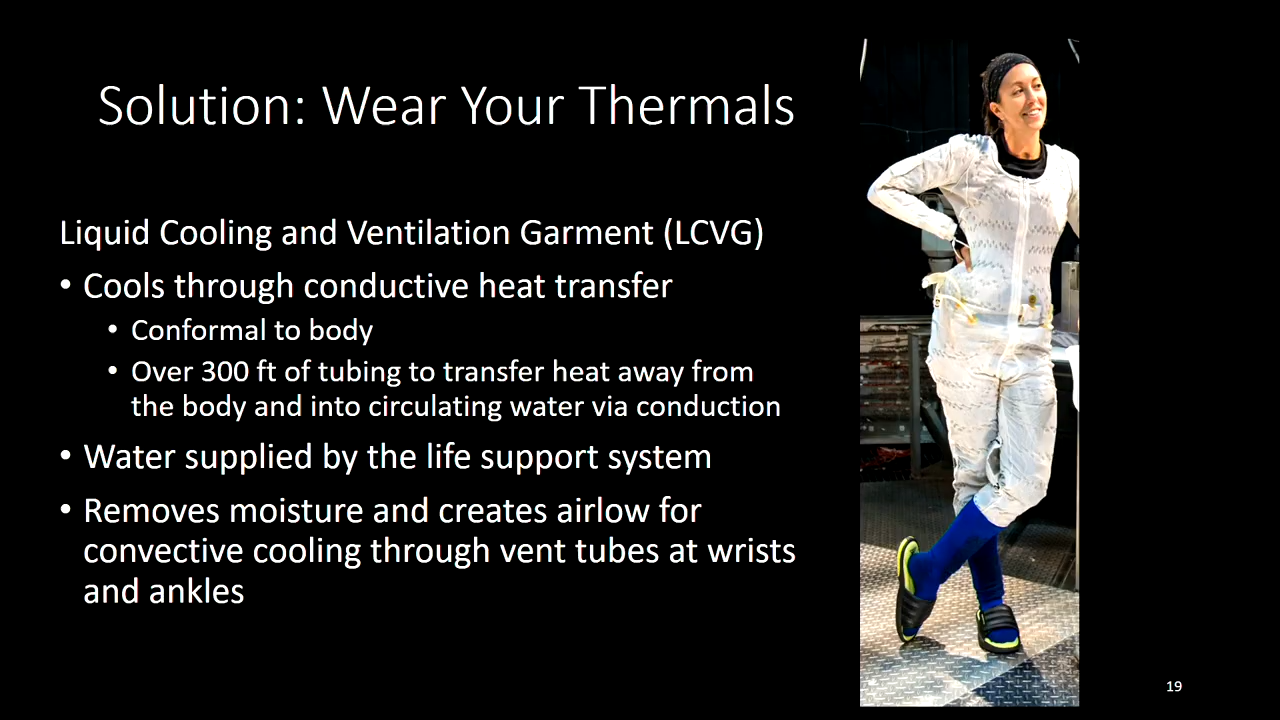 Solution: Wear Your Thermals
Liquid Cooling and Ventilation Garment (LCVG)
• Cools through conductive heat transfer
• Conformal to body
• Over 300 ft of tubing to transfer heat away from
the body and into circulating water via conduction
• Water supplied by the life support system
• Removes moisture and creates airlow for
convective cooling through vent tubes at wrists
and ankles
19